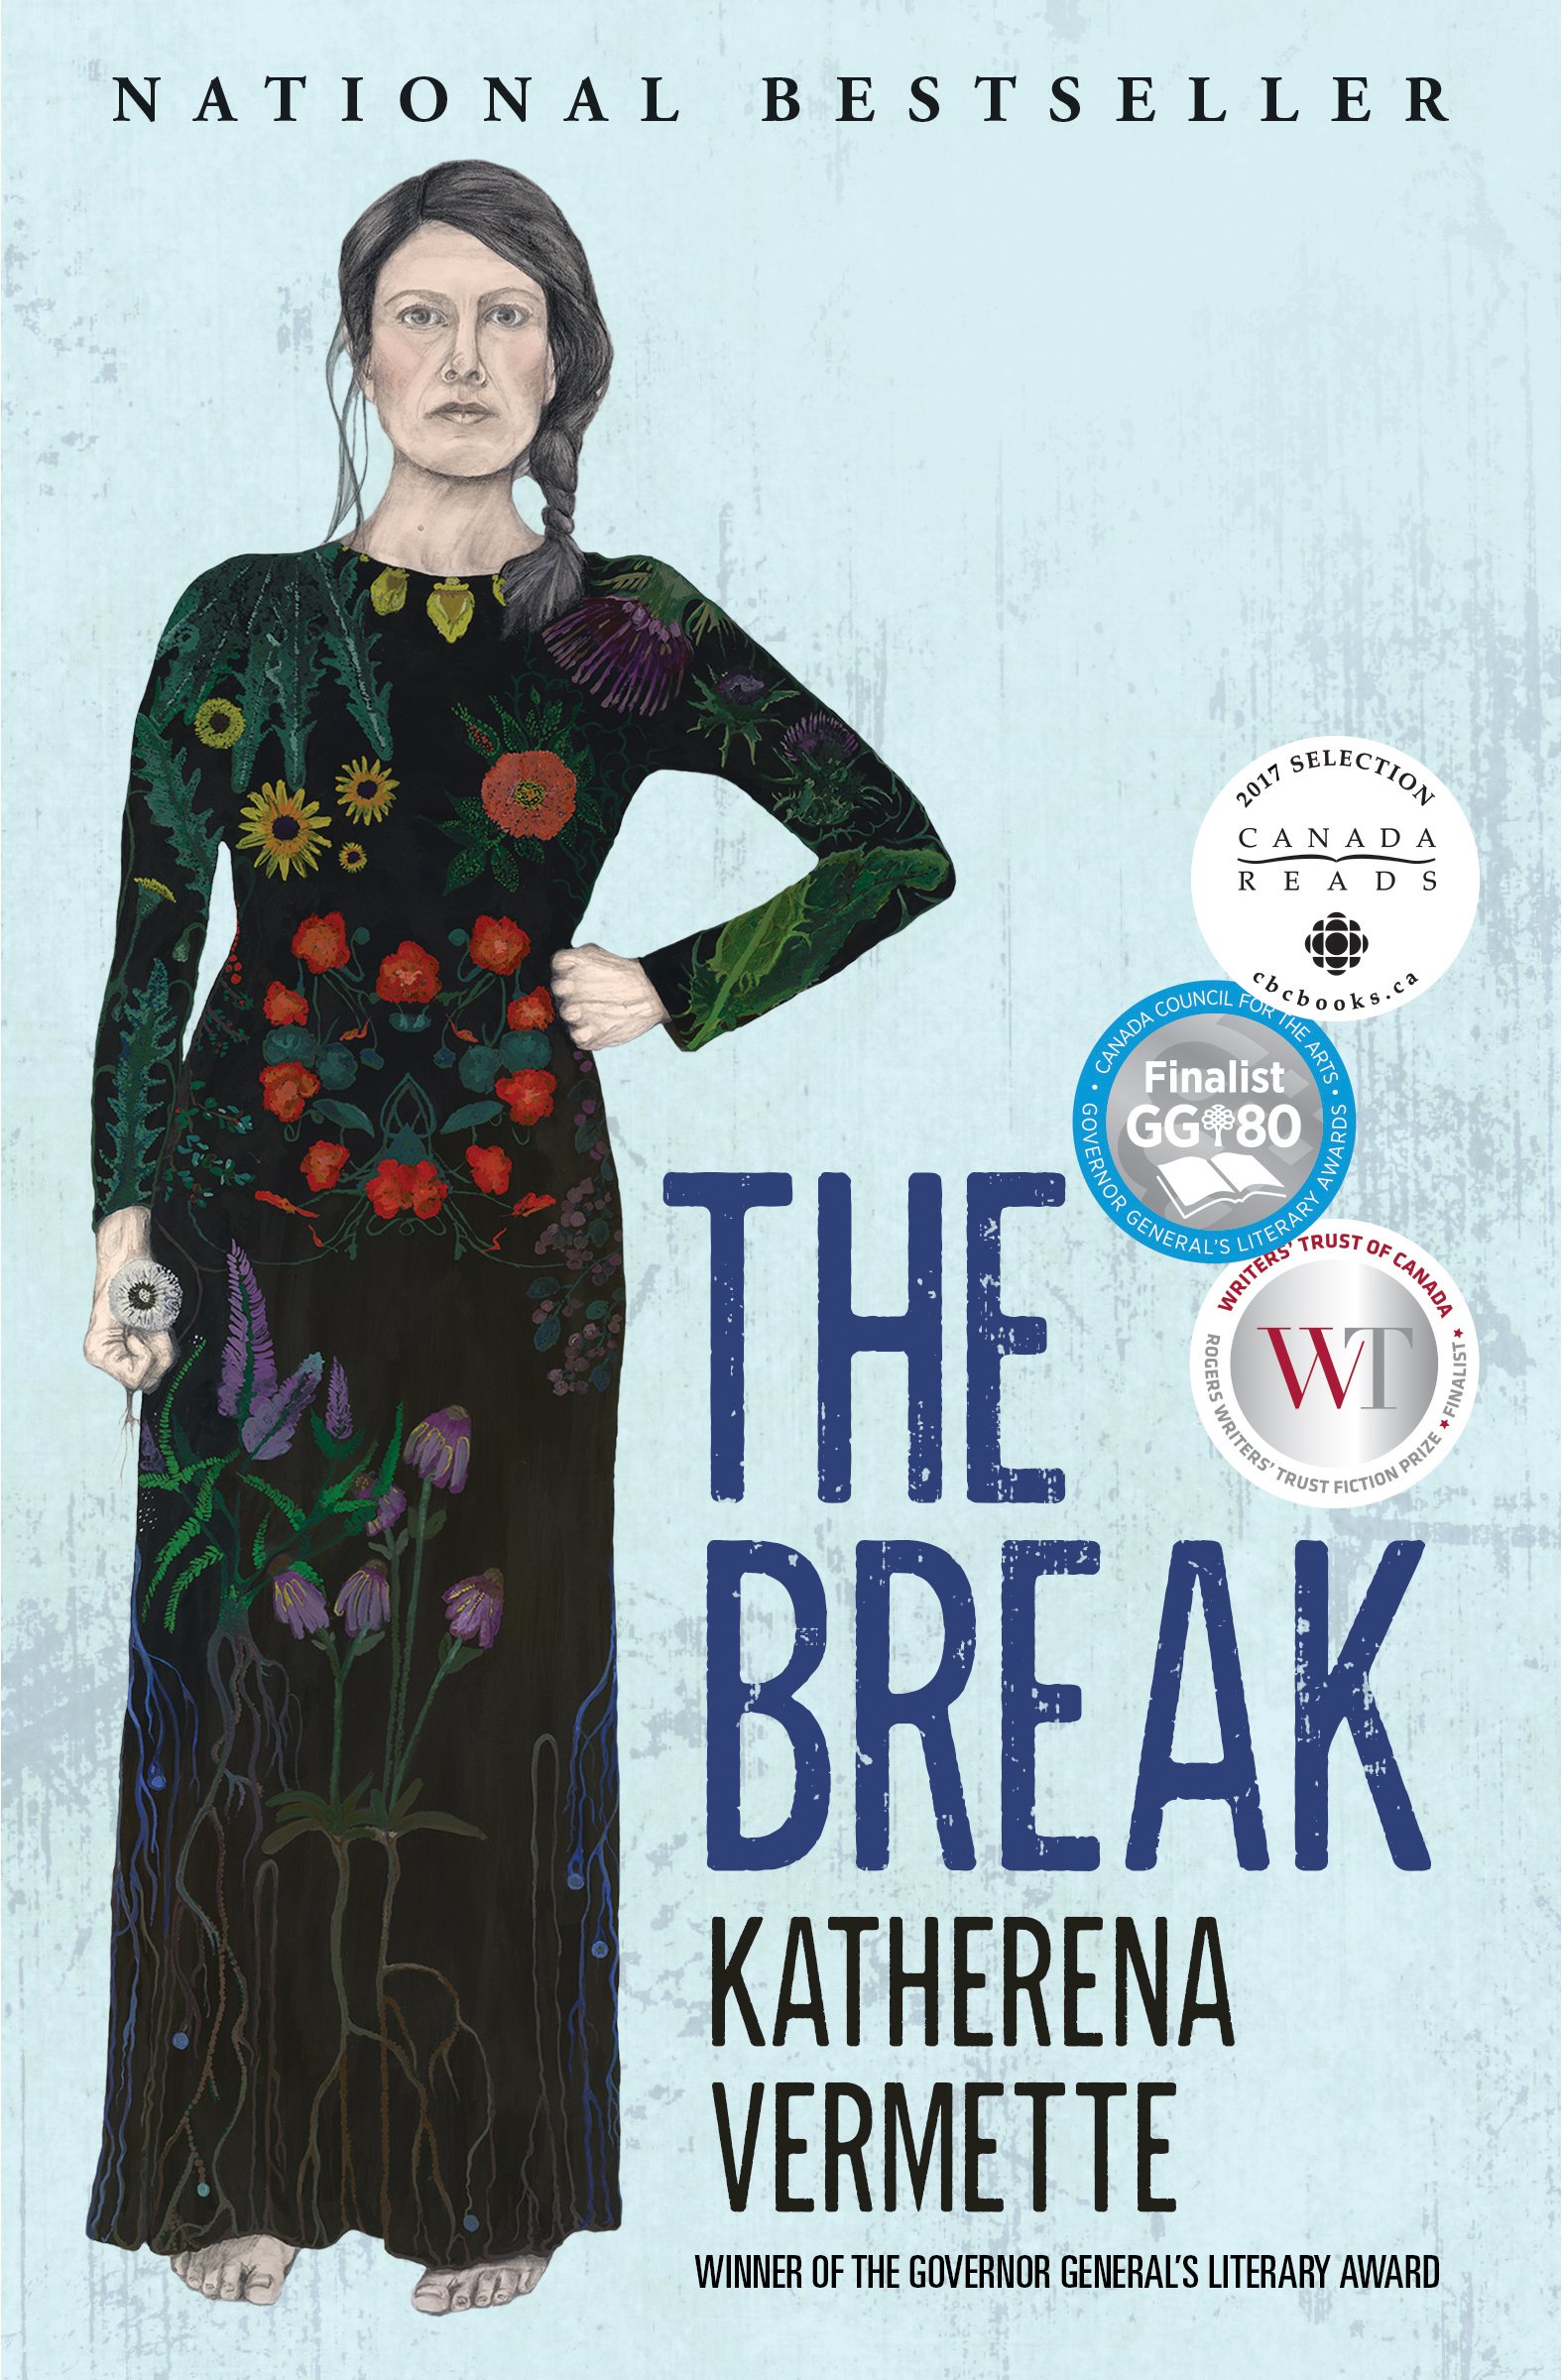 NATIONAL BESTSELLER
2017 SELECTION
CANADA
READS
cbcbooks.ca
CANADA COUNCIL FOR THE ARTS
Finalist
GG 80
GOVERNOR GENERAL'S LITERARY AWARDS
WRITERS' TRUST OF CANADA
WT
ROGERS WRITERS' TRUST FICTION PRIZE ★ FINALIST ★
THE
BREAK
KATHERENA
VERMETTE
WINNER OF THE GOVERNOR GENERAL'S LITERARY AWARD